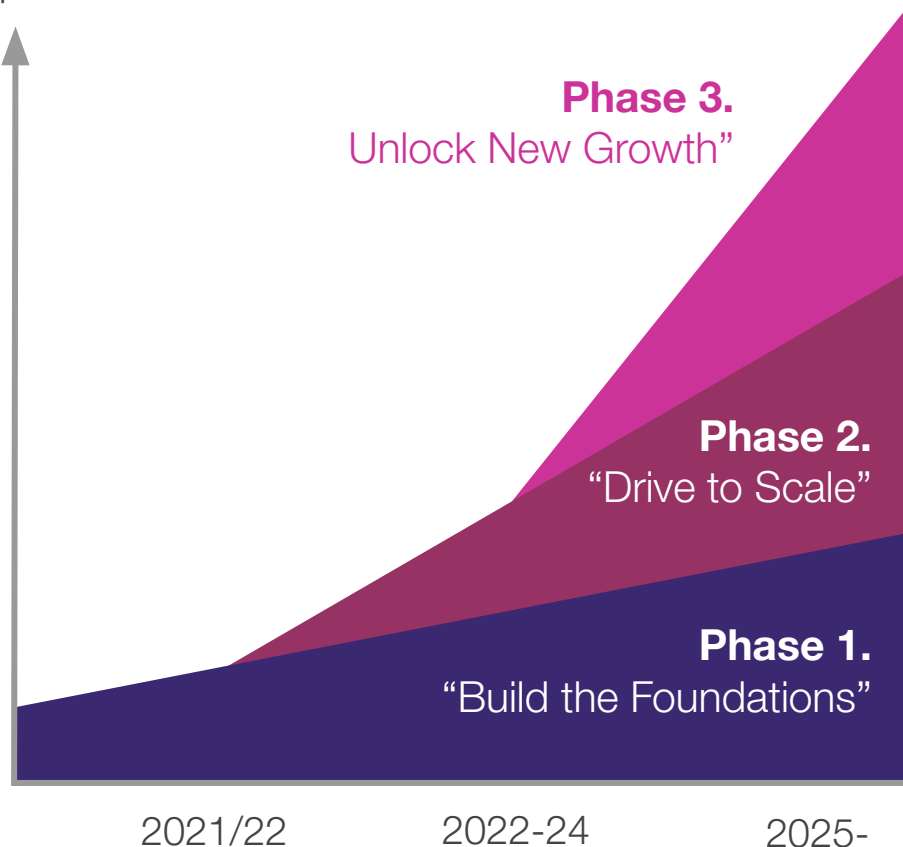 Phase 3.
Unlock New Growth”
Phase 2.
“Drive to Scale”
Phase 1.
“Build the Foundations”
2021/22
2022-24
2025-